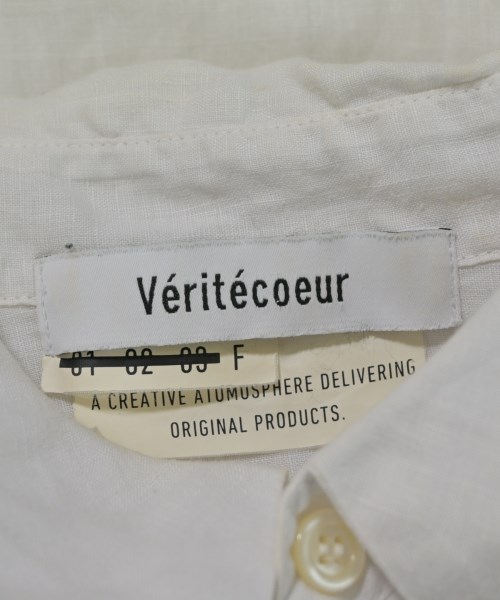 Véritécoeur
01 02 03 F
A CREATIVE ATUMOSPHERE DELIVERING
ORIGINAL PRODUCTS.